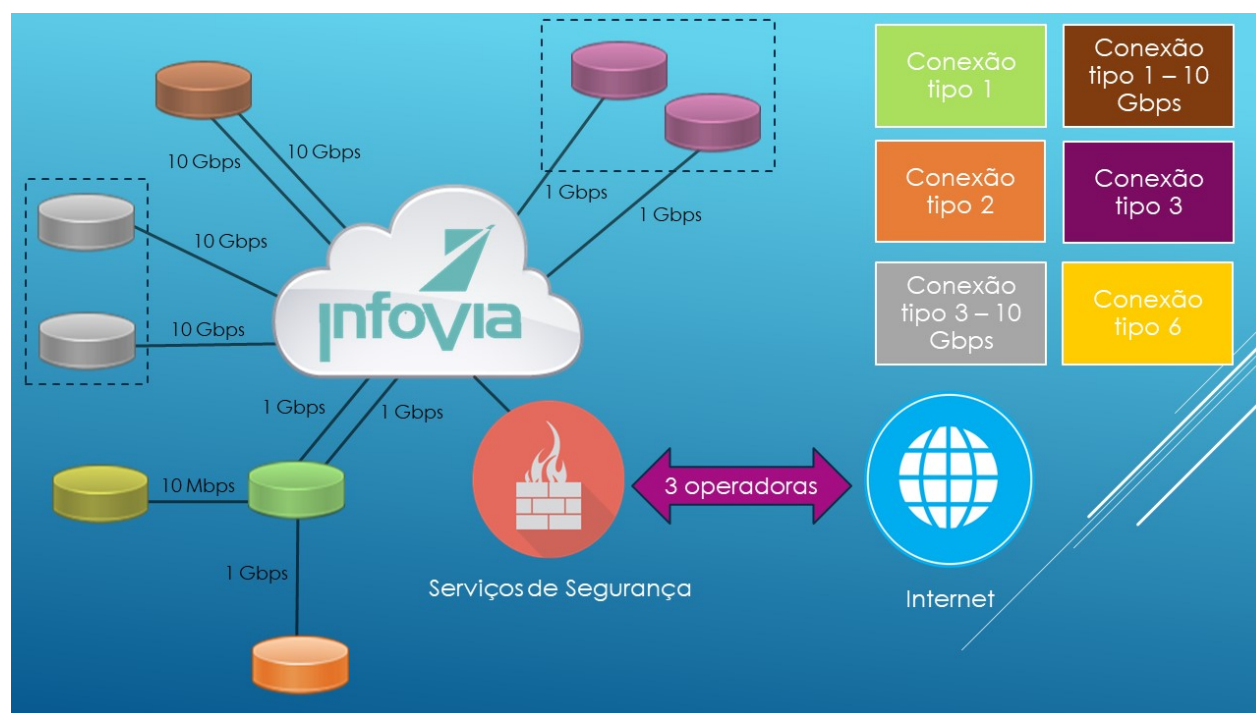 Conexão
tipo 1
Conexão
tipo 1 – 10
Gbps
10 Gbps
10 Gbps
1 Gbps
1 Gbps
Conexão
tipo 2
Conexão
tipo 3
10 Gbps
10 Gbps
Infovia
Conexão
tipo 3 – 10
Gbps
Conexão
tipo 6
1 Gbps
1 Gbps
10 Mbps
3 operadoras
1 Gbps
Serviços de Segurança
Internet